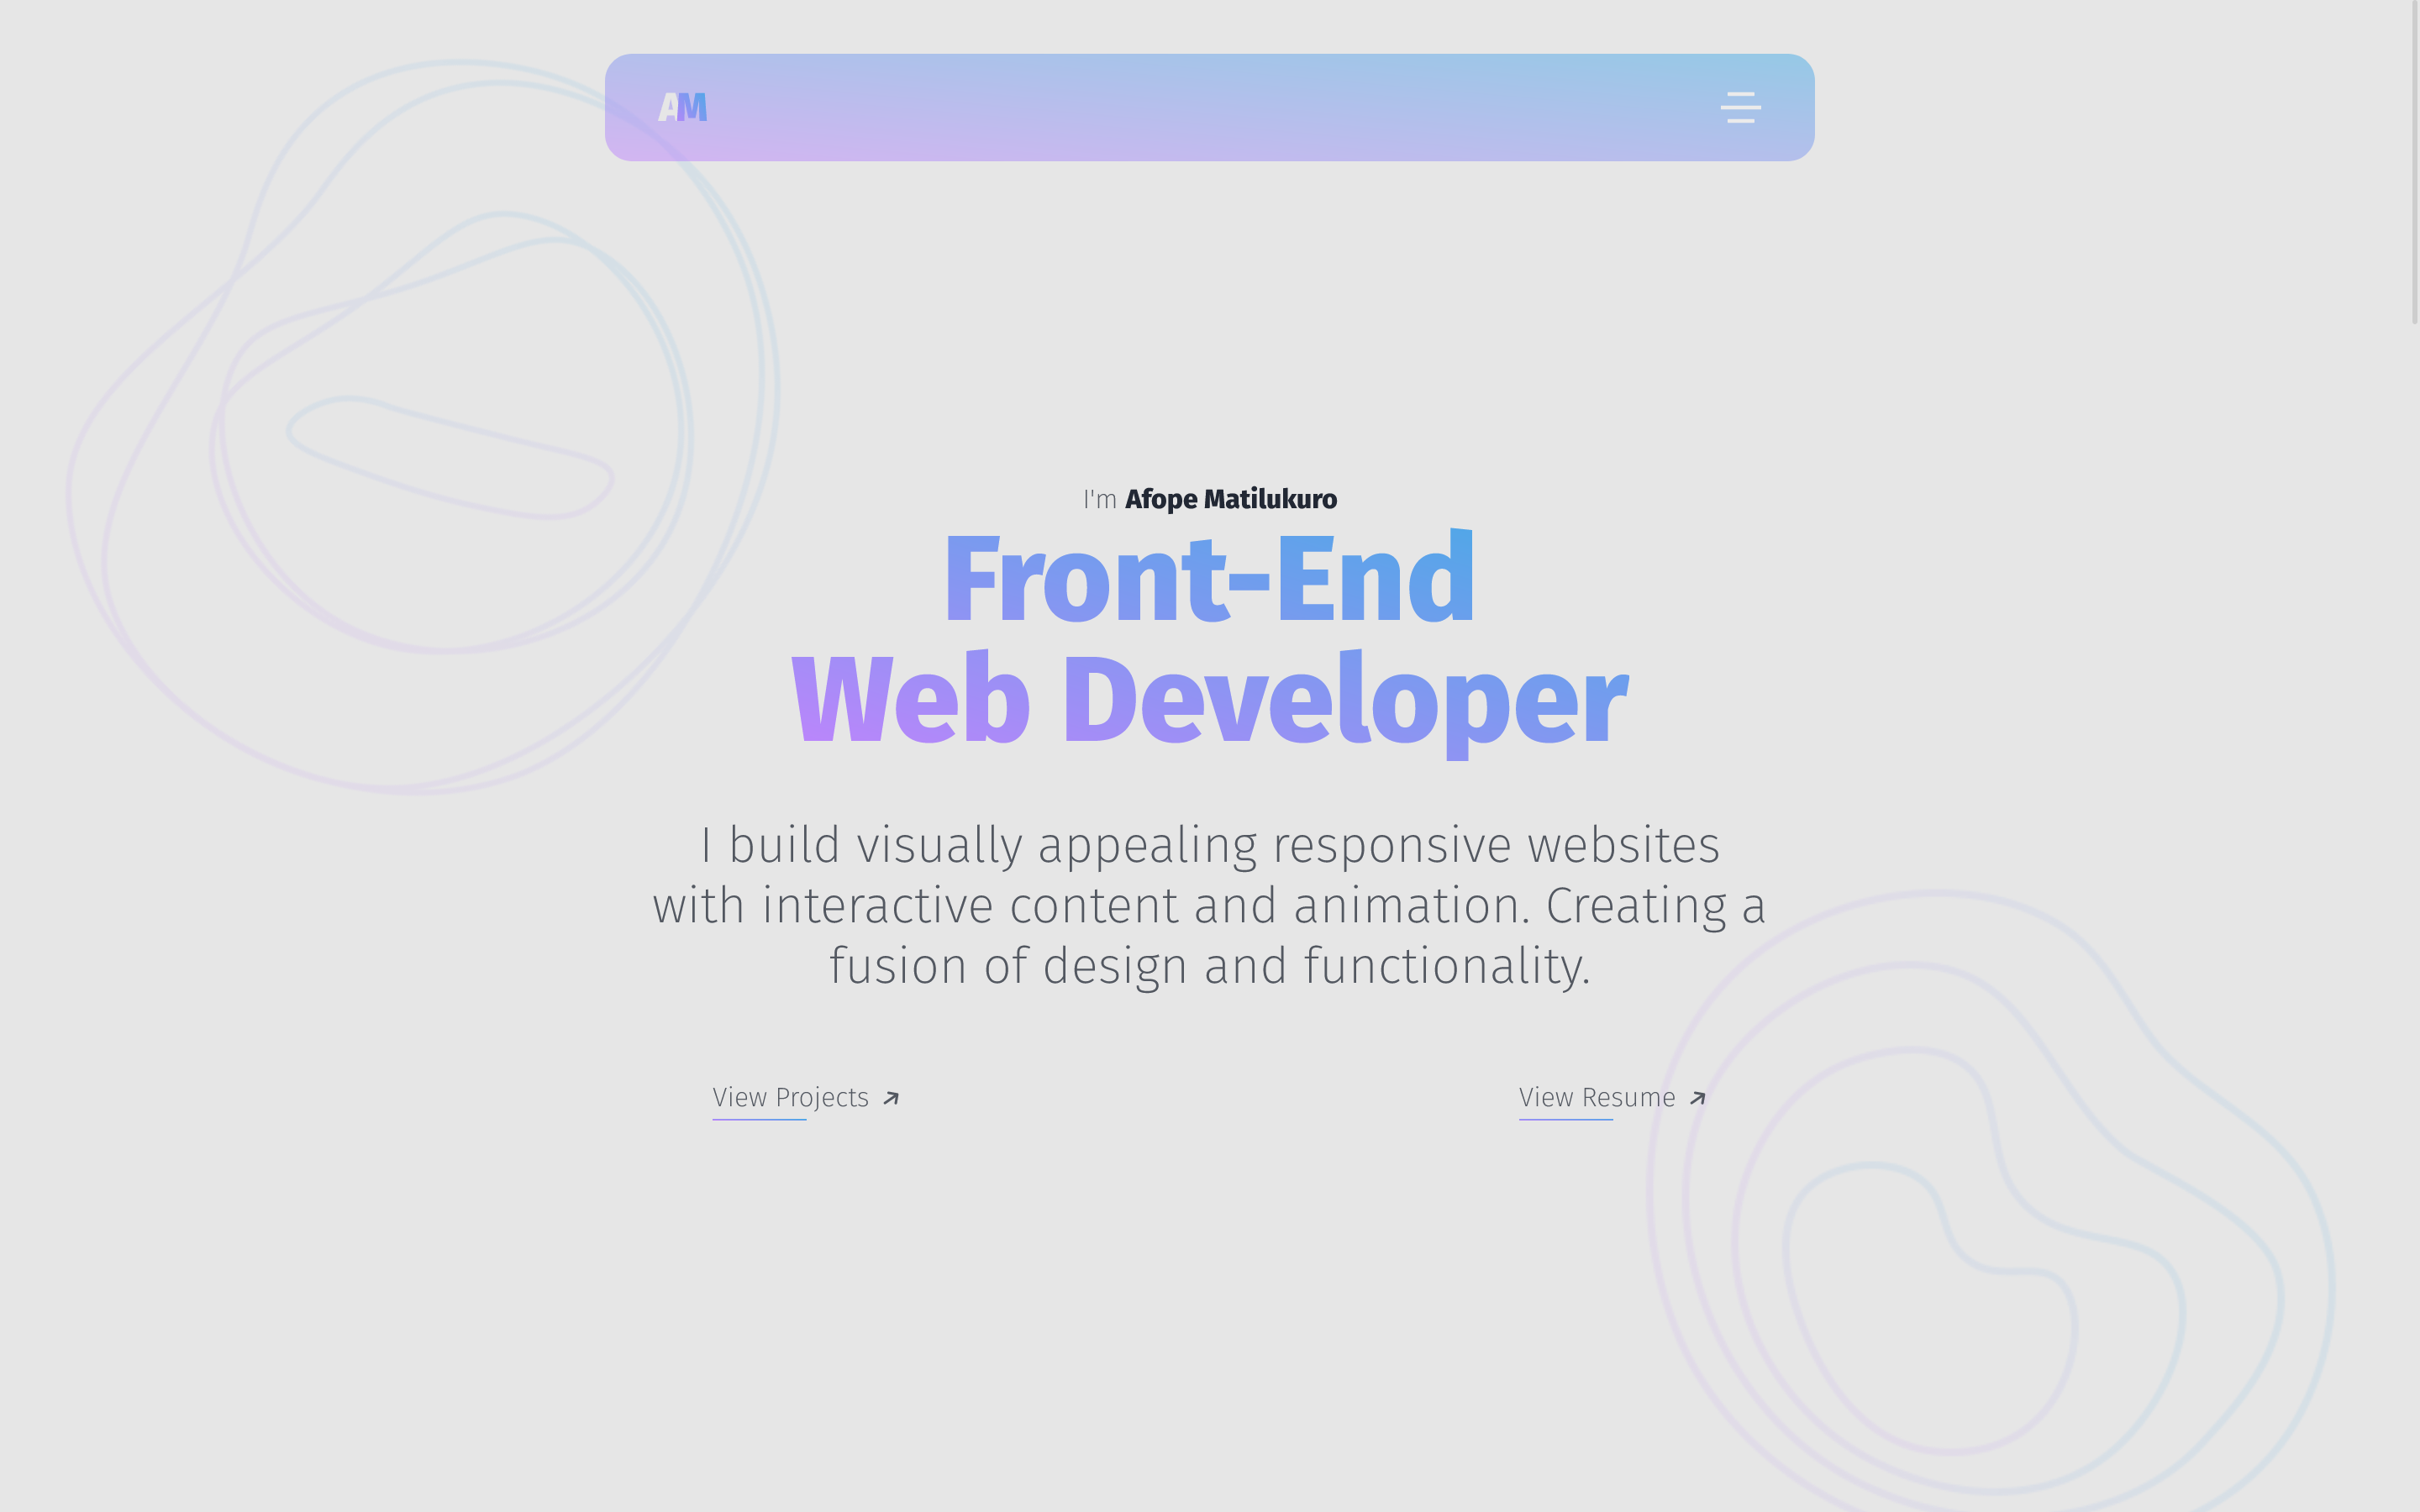 AM
I'm Afope Matilukuro
Front-End
Web Developer
I build visually appealing responsive websites
with interactive content and animation. Creating a
fusion of design and functionality.
View Projects
View Resume